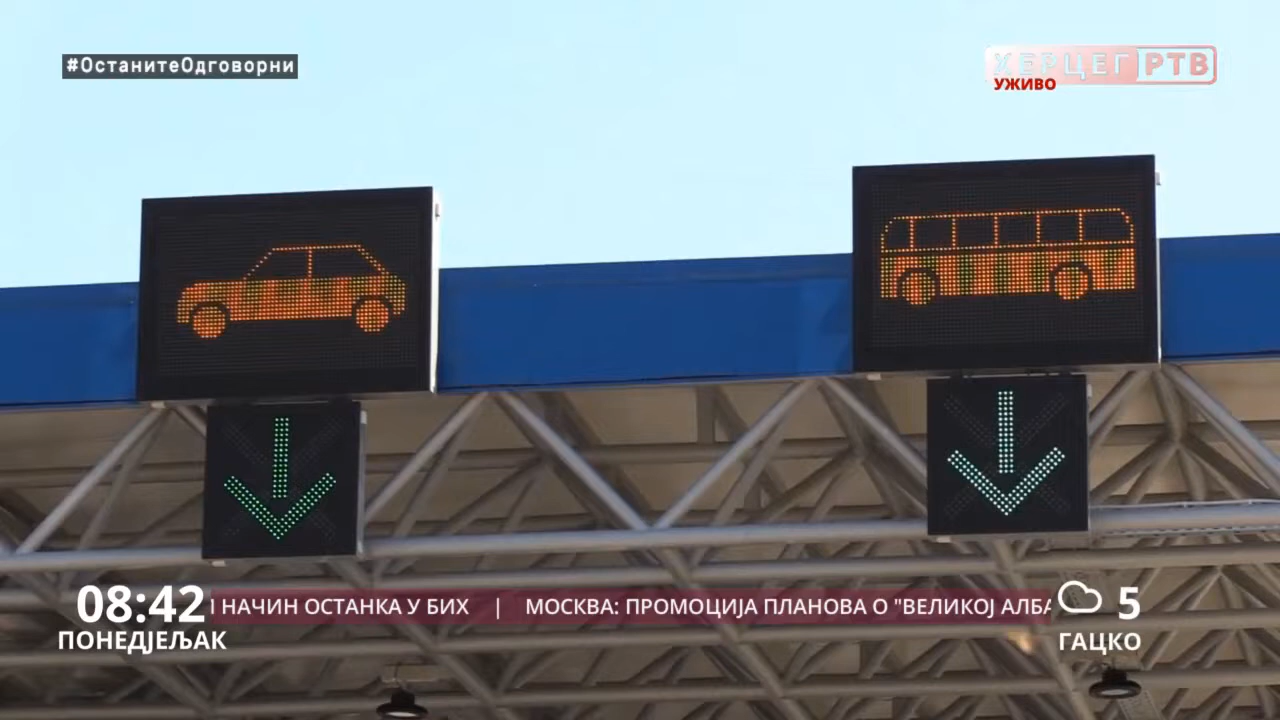 #ОстанитеОдговорни
ХЕРЦЕГ РТВ
УЖИВО
08:42
НАЧИН ОСТАНКА У БИХ | МОСКВА: ПРОМОЦИЈА ПЛАНОВА О "ВЕЛИКОЈ
5
ПОНЕДЈЕЉАК
ГАЦКО